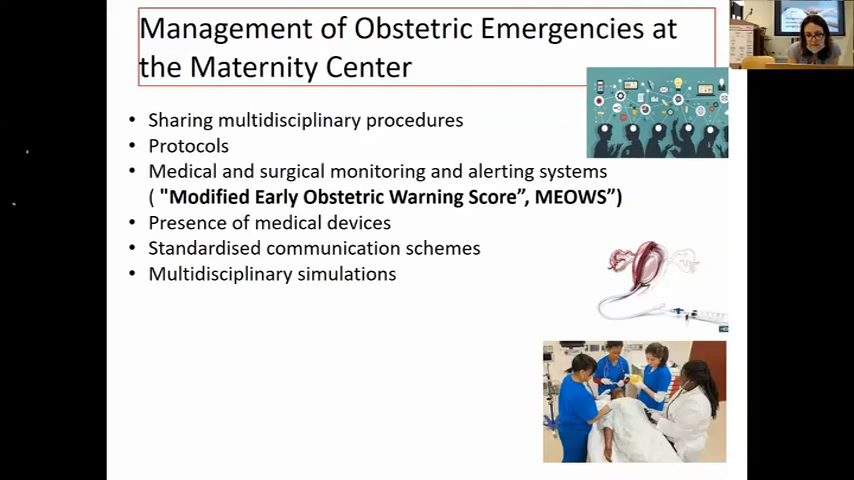 Management of Obstetric Emergencies at
the Maternity Center
• Sharing multidisciplinary procedures
• Protocols
• Medical and surgical monitoring and alerting systems
( "Modified Early Obstetric Warning Score”, MEOWS”)
• Presence of medical devices
• Standardised communication schemes
• Multidisciplinary simulations